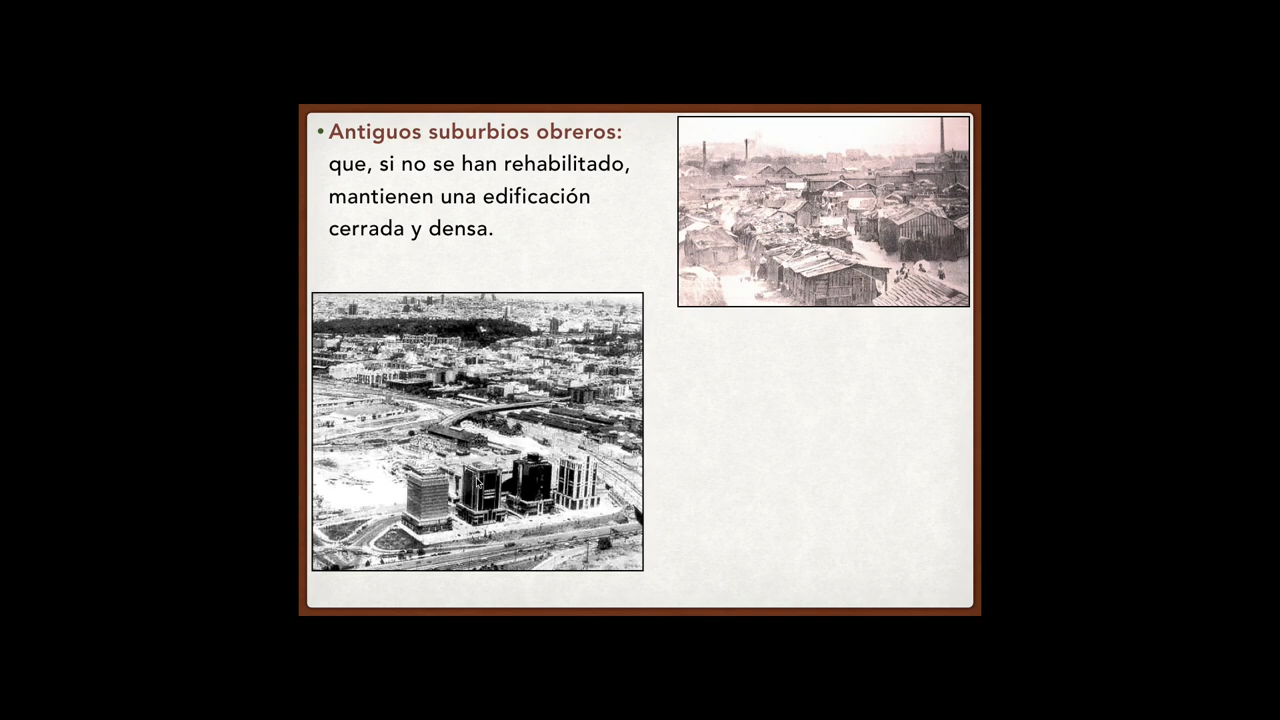 • Antiguos suburbios obreros:
que, si no se han rehabilitado,
mantienen una edificación
cerrada y densa.